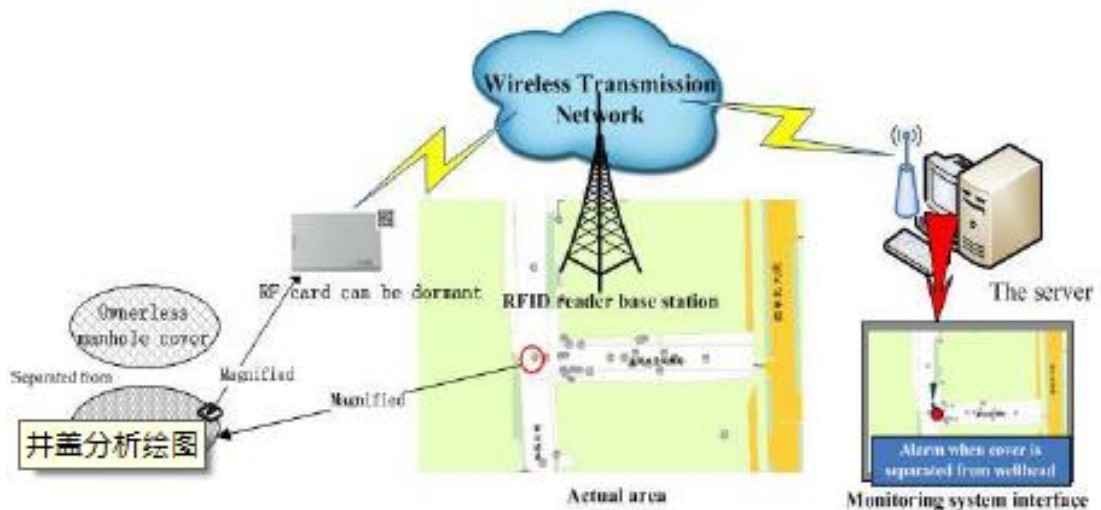 Wireless Transmission
Network
RF card can be dormant
RFID reader base station
The server
Ownerless
manhole cover
Separated from
Magnified
Magnified
井盖分析绘图
Alarm when cover is
separated from wellhead
Actual area
Monitoring system interface